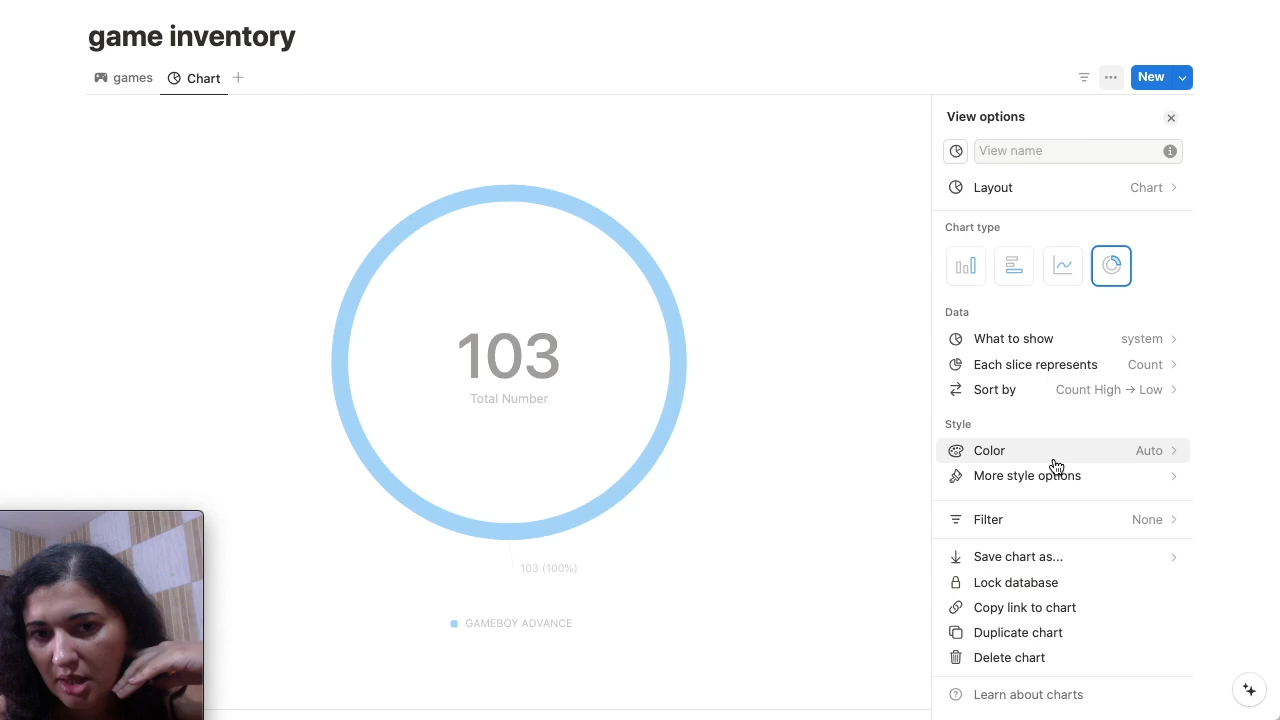 game inventory
games
Chart
New
View options
View name
Layout
Chart
Chart type
Data
What to show
system
Each slice represents
Count
Sort by
Count High → Low
Style
Color
Auto
More style options
Filter
None
Save chart as...
Lock database
Copy link to chart
Duplicate chart
Delete chart
Learn about charts
103
Total Number
103 (100%)
GAMEBOY ADVANCE